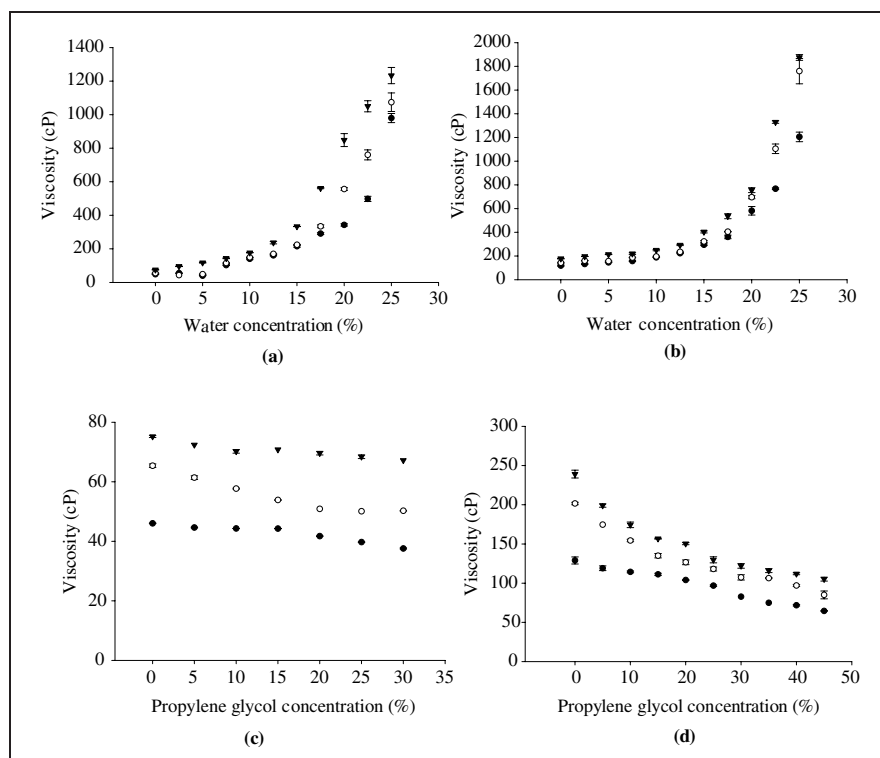 1400
1200
1000
800
600
400
200
0
Viscosity (cP)
0 5 10 15 20 25 30
Water concentration (%)
(a)
2000
1800
1600
1400
1200
1000
800
600
400
200
0
Viscosity (cP)
0 5 10 15 20 25 30
Water concentration (%)
(b)
80
60
40
20
0
Viscosity (cP)
0 5 10 15 20 25 30 35
Propylene glycol concentration (%)
(c)
300
250
200
150
100
50
0
Viscosity (cP)
0 10 20 30 40 50
Propylene glycol concentration (%)
(d)